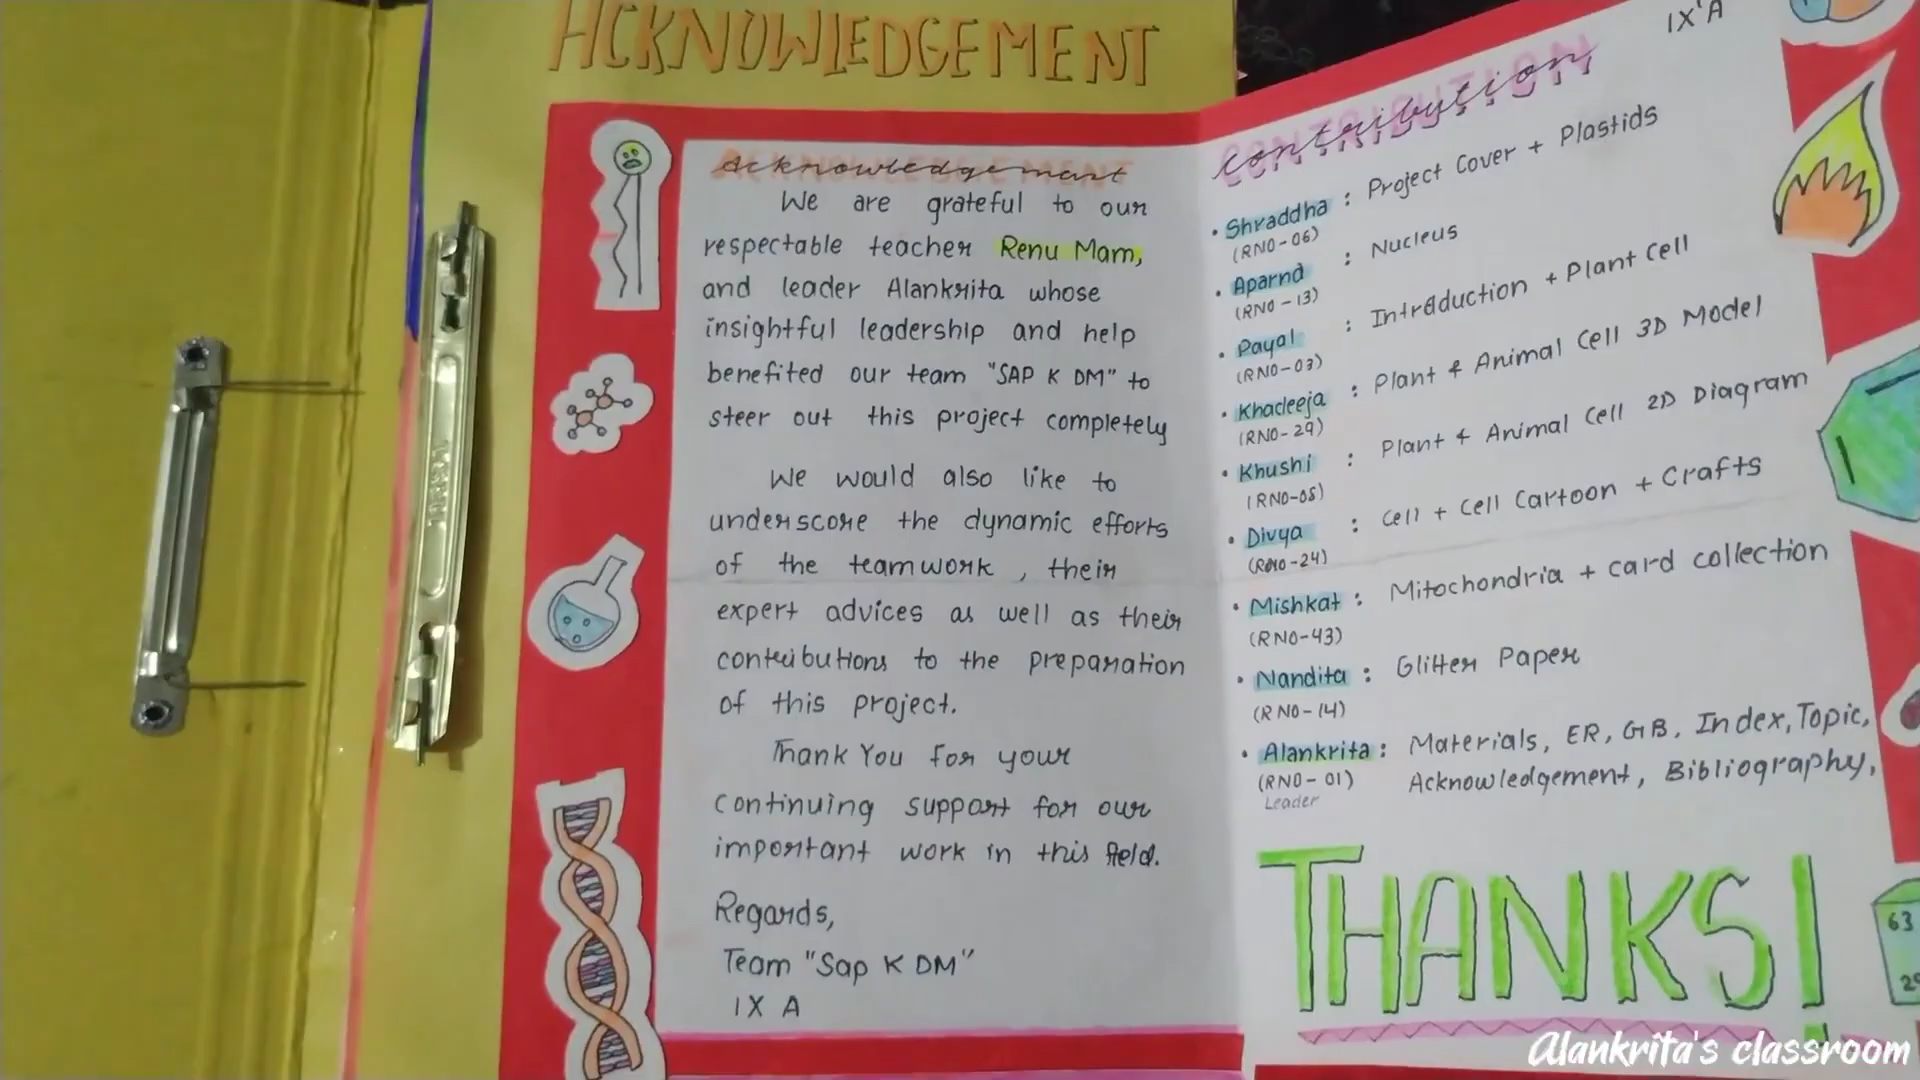 ACKNOWLEDGEMENT
Acknowledgement
We are grateful to our
respectable teacher Renu Mam,
and leader Alankrita whose
insightful leadership and help
benefited our team "SAP K DM" to
steer out this project completely
We would also like to
underscore the dynamic efforts
of the teamwork, their
expert advices as well as their
contributions to the preparation
of this project.
Thank You for your
continuing support for our
important work in this field.
Regards,
Team "Sap K DM"
IX A
IX'A
Contribution
• Shraddha : Project Cover + Plastids
(RNO-06)
• Aparnd : Nucleus
(RNO-13)
• Payal : Introduction + Plant Cell
(RNO-03)
• Khadeeja : Plant & Animal Cell 3D Model
(RNO-29)
• Khushi : Plant & Animal Cell 2D Diagram
(RNO-05)
• Divya : Cell + Cell Cartoon + Crafts
(RNO-24)
• Mishkat : Mitochondria + card collection
(RNO-43)
• Nandita : Glitter Paper
(RNO-14)
• Alankrita : Materials, ER, GB, Index, Topic,
(RNO-01) Acknowledgement, Bibliography,
Leader
THANKS!
63
29
Alankrita's classroom